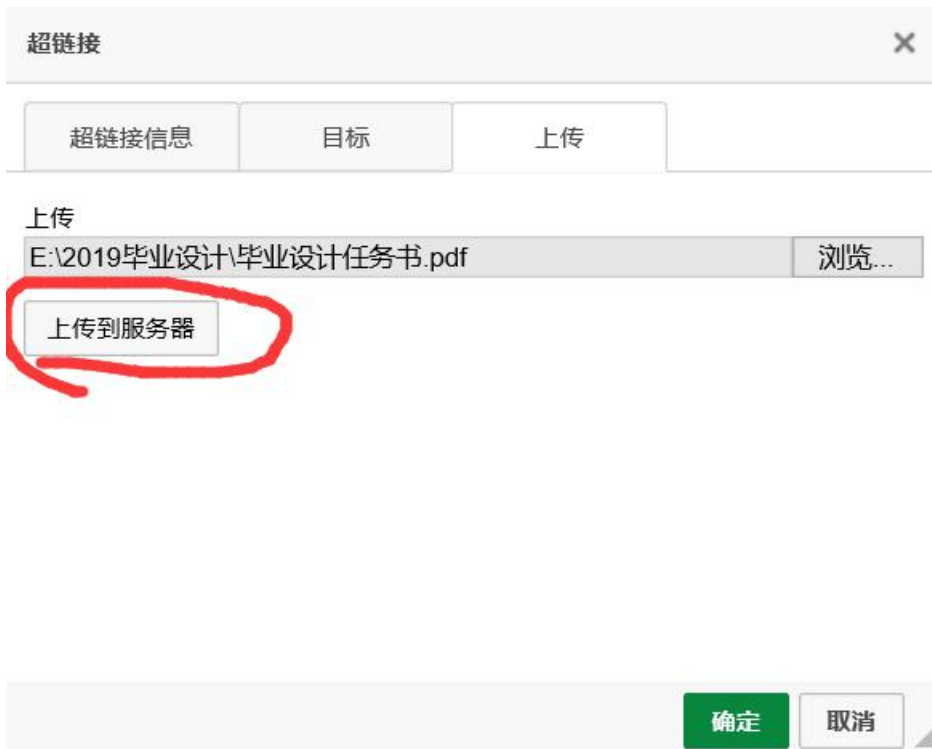 超链接
超链接信息 目标 上传
上传
E:\2019毕业设计\毕业设计任务书.pdf 浏览...
上传到服务器
确定 取消